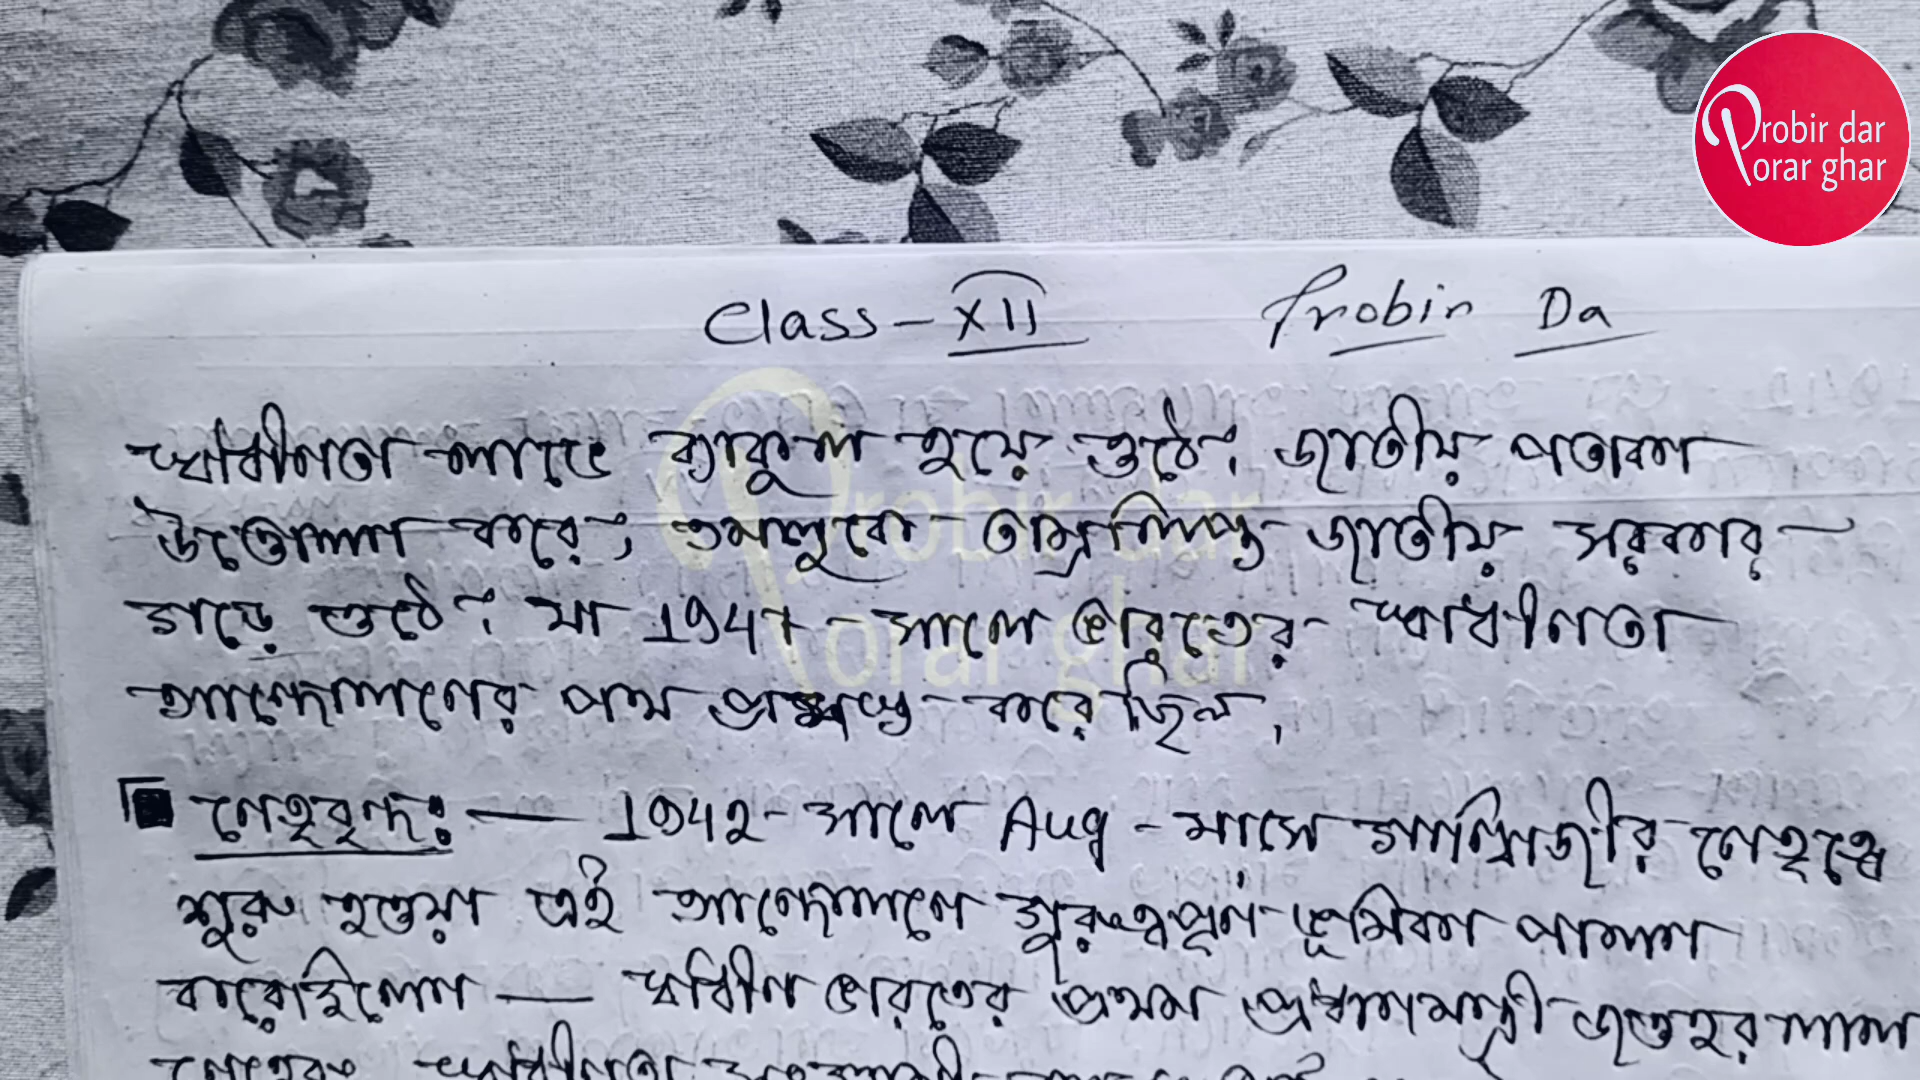 Probir dar
Porar ghar
Class - XII Probir Da
স্বাধীনতা লাভে ব্যাকুল হয়ে ওঠে। জাতীয় পতাকা
উত্তোলন করে, তমলুকে তাম্রলিপ্ত জাতীয় সরকার
গড়ে ওঠে। যা 1947 - সালে ভারতের স্বাধীনতা
আন্দোলনের পথ প্রশস্ত করেছিল,
নেতৃবৃন্দঃ — 1942 - সালে Aug - মাসে গান্ধিজীর নেতৃত্বে
শুরু হওয়া এই আন্দোলনে গুরুত্বপূর্ণ ভূমিকা পালন
করেছিলেন — স্বাধীন ভারতের প্রথম প্রধানমন্ত্রী জওহরলাল
নেহেরু